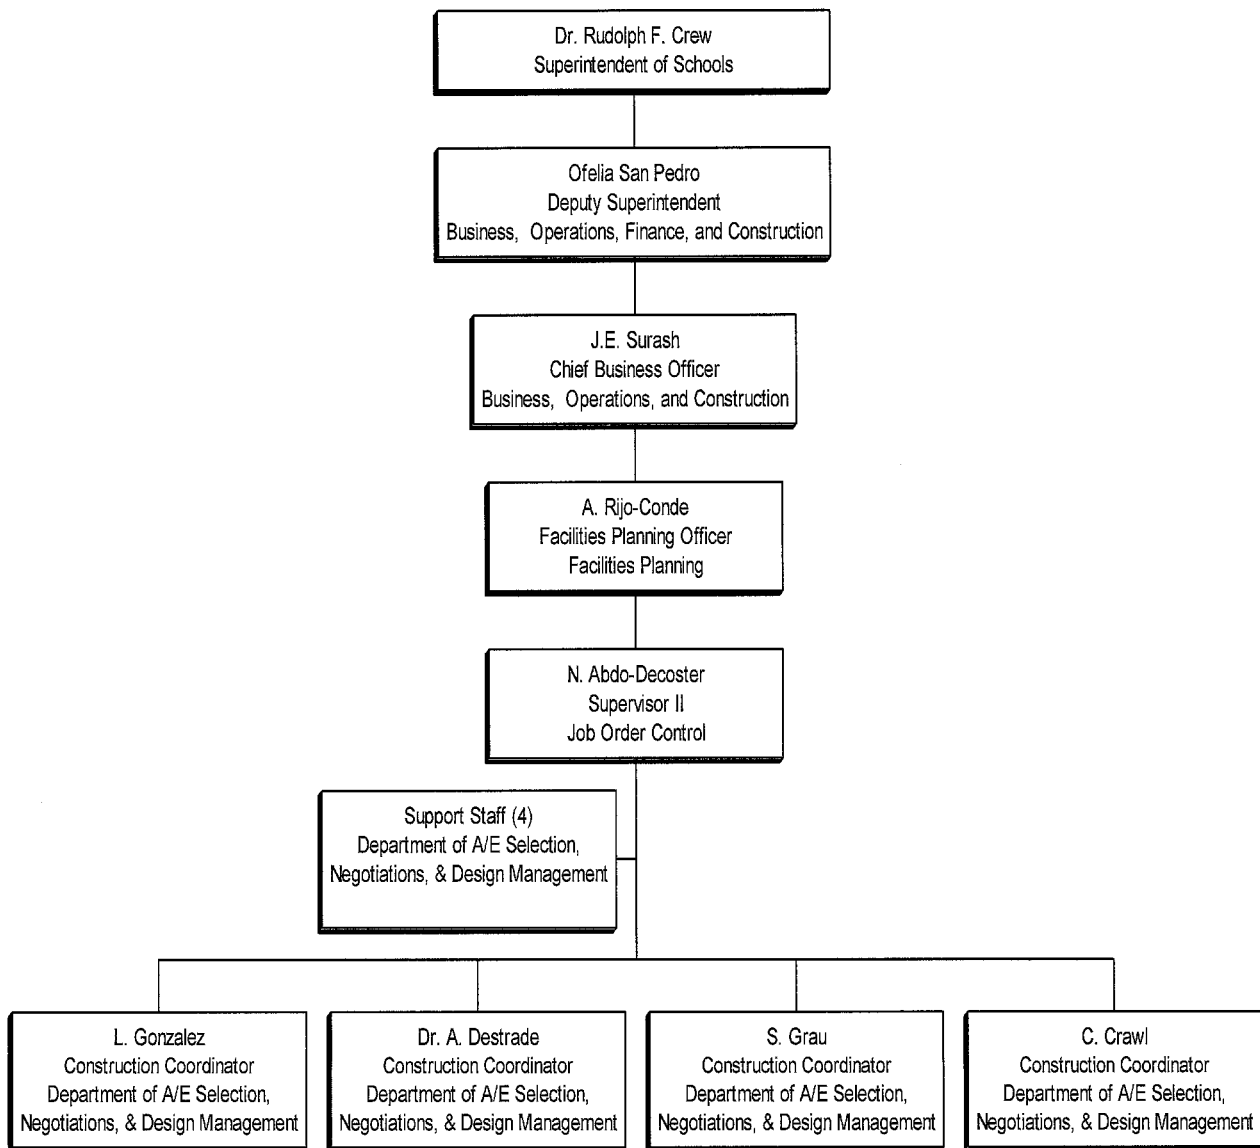 Dr. Rudolph F. Crew
Superintendent of Schools
Ofelia San Pedro
Deputy Superintendent
Business, Operations, Finance, and Construction
J.E. Surash
Chief Business Officer
Business, Operations, and Construction
A. Rijo-Conde
Facilities Planning Officer
Facilities Planning
N. Abdo-Decoster
Supervisor II
Job Order Control
Support Staff (4)
Department of A/E Selection,
Negotiations, & Design Management
L. Gonzalez
Construction Coordinator
Department of A/E Selection,
Negotiations, & Design Management
Dr. A. Destrade
Construction Coordinator
Department of A/E Selection,
Negotiations, & Design Management
S. Grau
Construction Coordinator
Department of A/E Selection,
Negotiations, & Design Management
C. Crawl
Construction Coordinator
Department of A/E Selection,
Negotiations, & Design Management